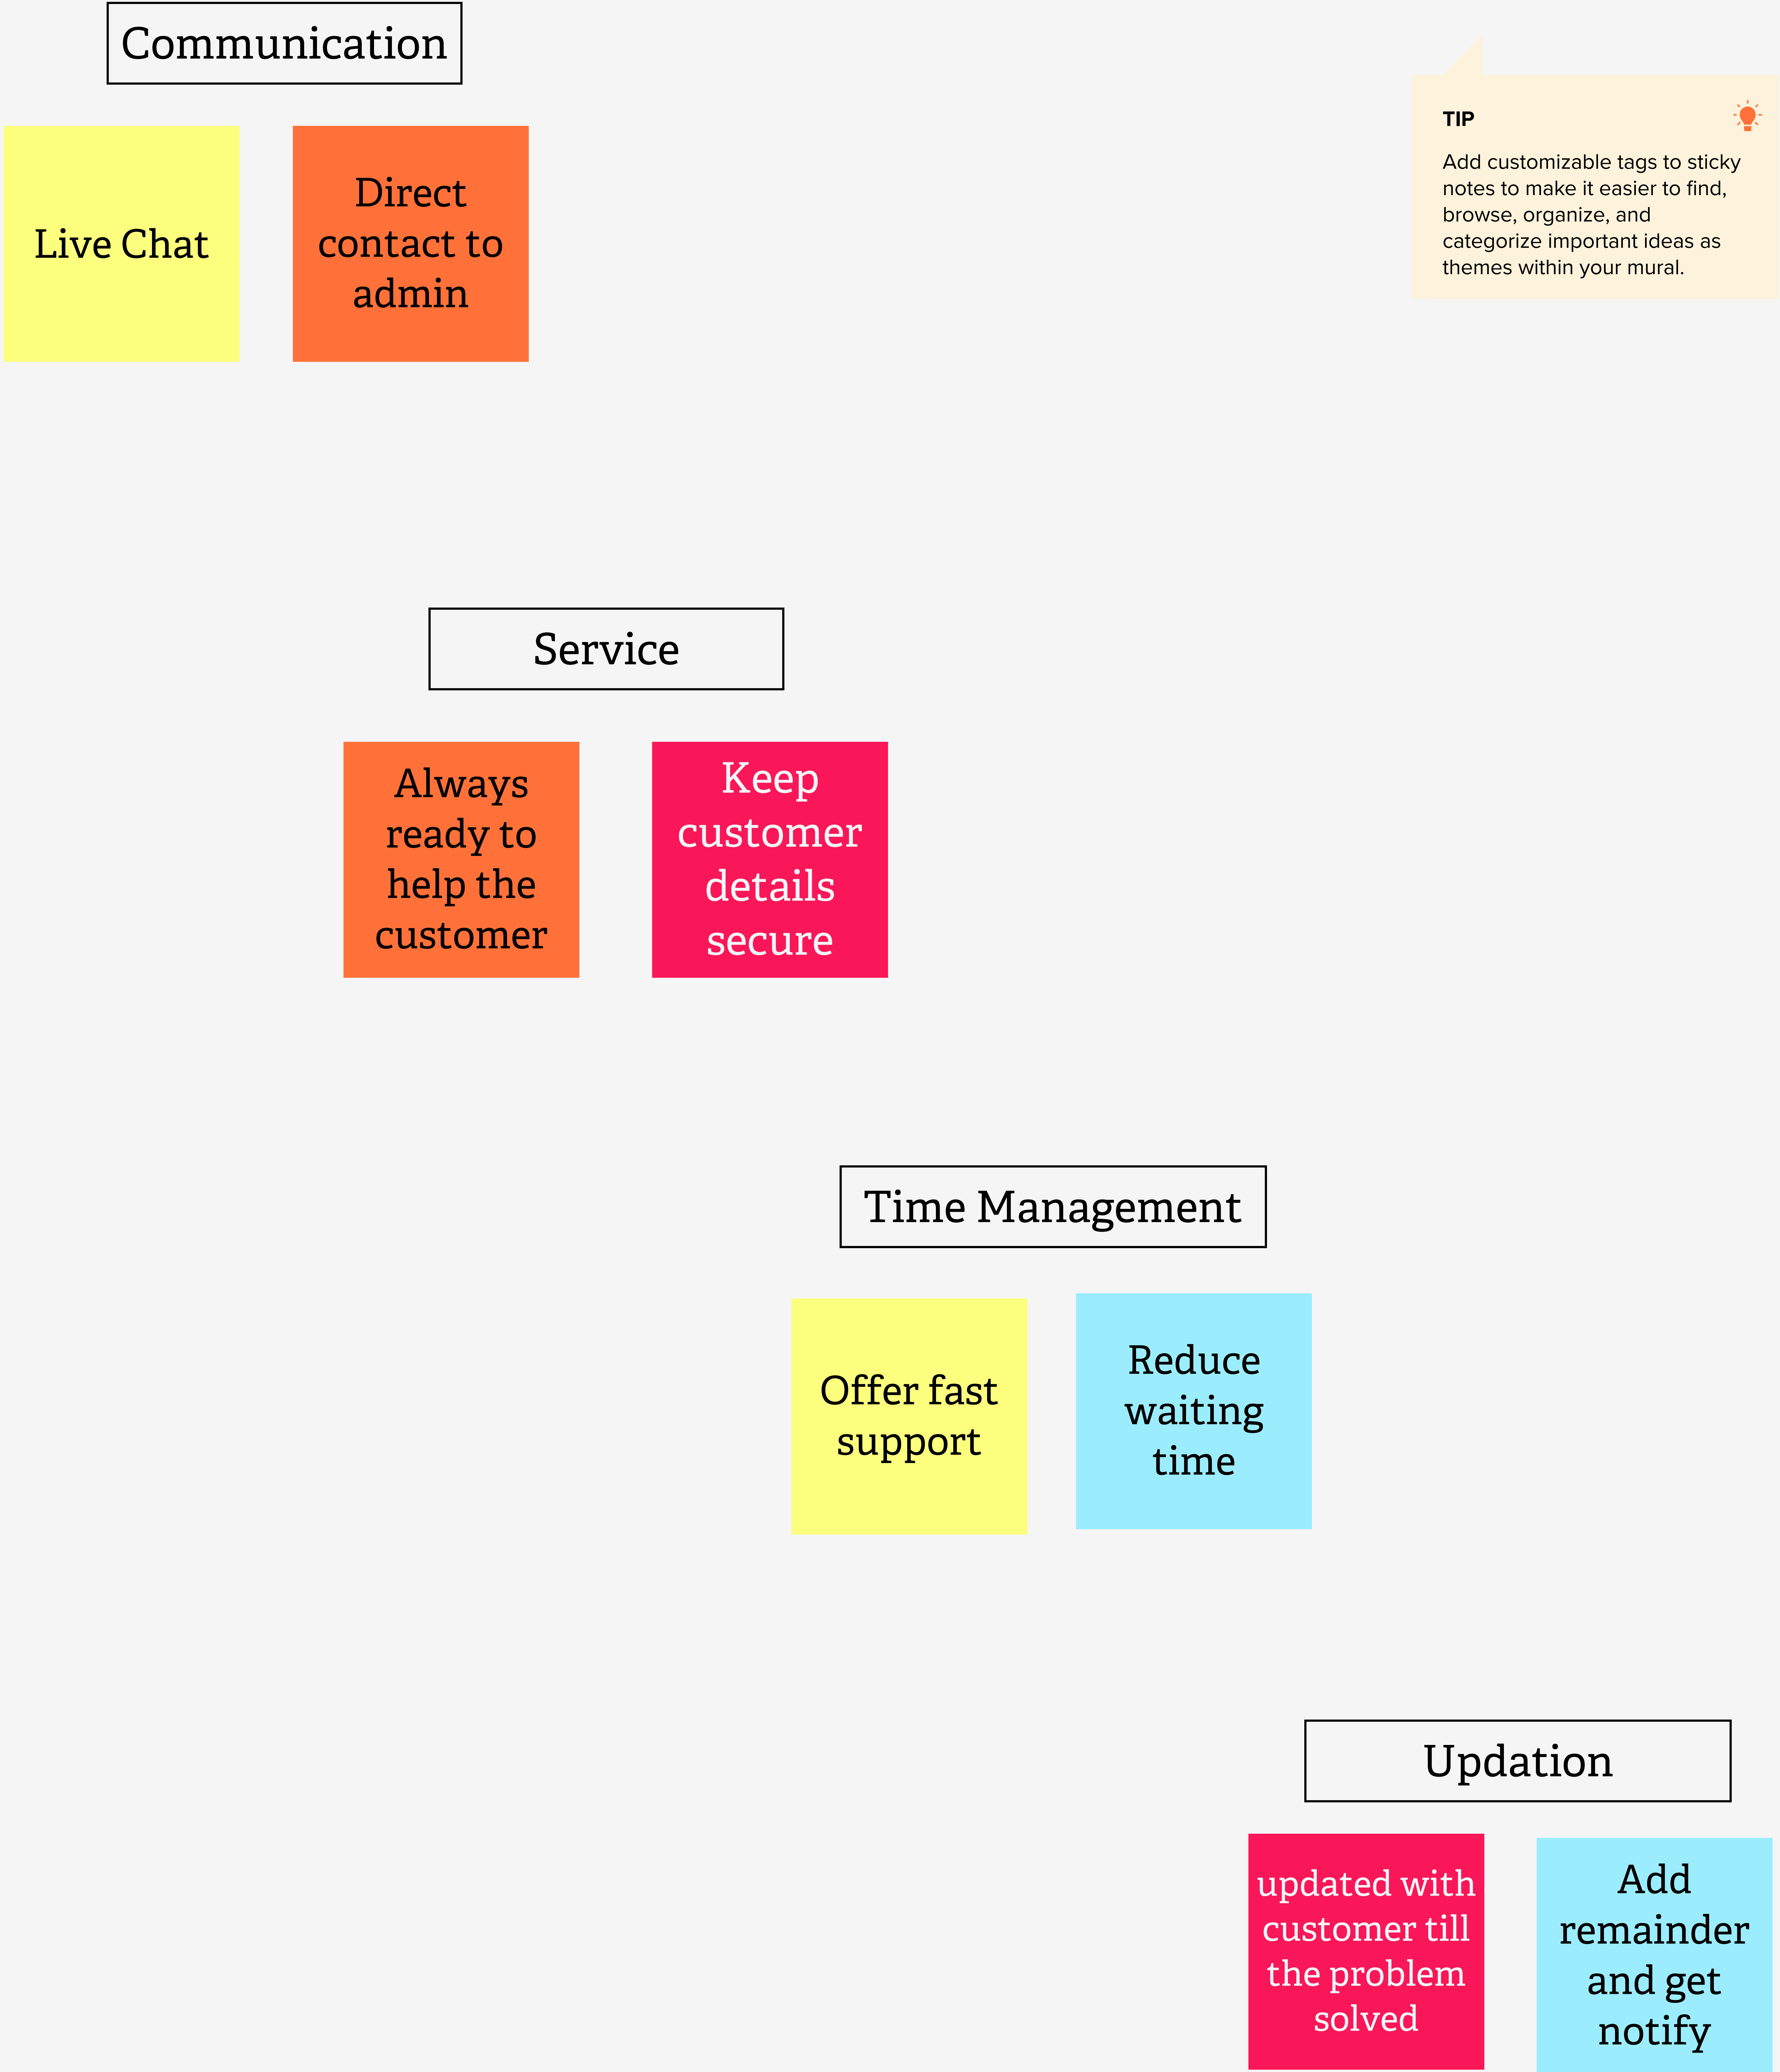 Communication
TIP
Add customizable tags to sticky
notes to make it easier to find,
browse, organize, and
categorize important ideas as
themes within your mural.
Live Chat
Direct
contact to
admin
Service
Always
ready to
help the
customer
Keep
customer
details
secure
Time Management
Offer fast
support
Reduce
waiting
time
Updation
updated with
customer till
the problem
solved
Add
remainder
and get
notify